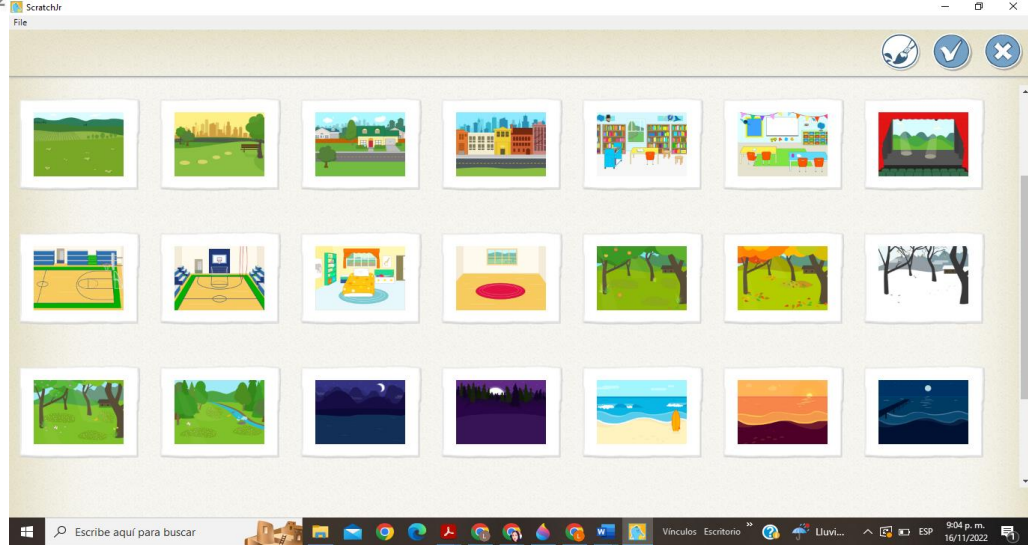 ScratchJr
File
Escribe aquí para buscar
Vínculos Escritorio » Lluvi... ESP 9:04 p. m.
16/11/2022